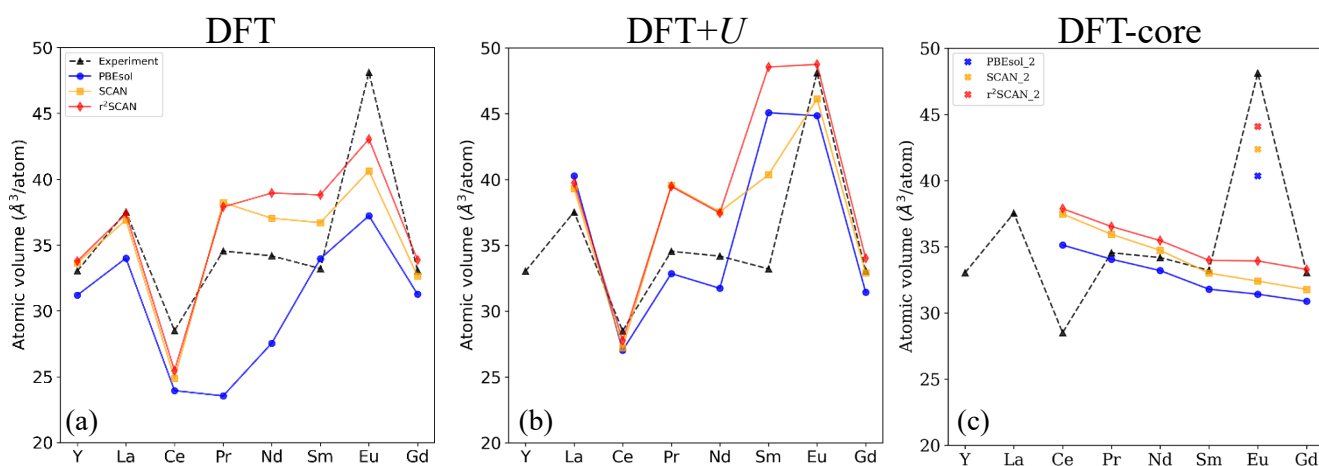 DFT
DFT+U
DFT-core
50
45
40
35
30
25
20
Atomic volume (Å³/atom)
Experiment
PBEsol
SCAN
r²SCAN
(a)
Y La Ce Pr Nd Sm Eu Gd
50
45
40
35
30
25
20
Atomic volume (Å³/atom)
(b)
Y La Ce Pr Nd Sm Eu Gd
50
45
40
35
30
25
20
Atomic volume (Å³/atom)
PBEsol_2
SCAN_2
r²SCAN_2
(c)
Y La Ce Pr Nd Sm Eu Gd